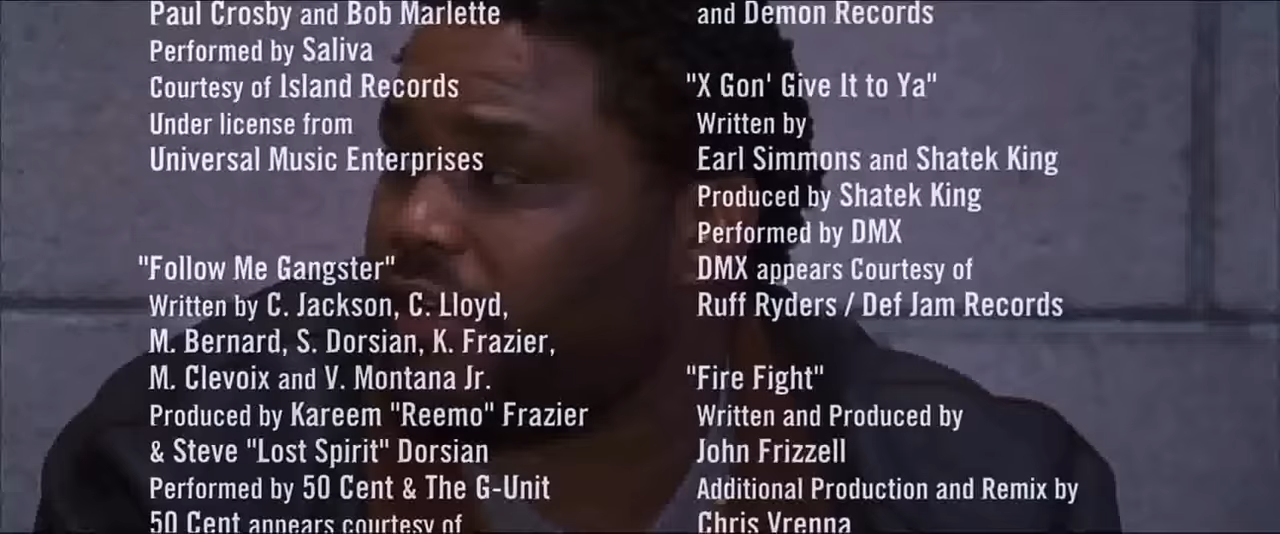 Paul Crosby and Bob Marlette
Performed by Saliva
Courtesy of Island Records
Under license from
Universal Music Enterprises
"Follow Me Gangster"
Written by C. Jackson, C. Lloyd,
M. Bernard, S. Dorsian, K. Frazier,
M. Clevoix and V. Montana Jr.
Produced by Kareem "Reemo" Frazier
& Steve "Lost Spirit" Dorsian
Performed by 50 Cent & The G-Unit
50 Cent appears courtesy of
and Demon Records
"X Gon' Give It to Ya"
Written by
Earl Simmons and Shatek King
Produced by Shatek King
Performed by DMX
DMX appears Courtesy of
Ruff Ryders / Def Jam Records
"Fire Fight"
Written and Produced by
John Frizzell
Additional Production and Remix by
Chris Vrenna